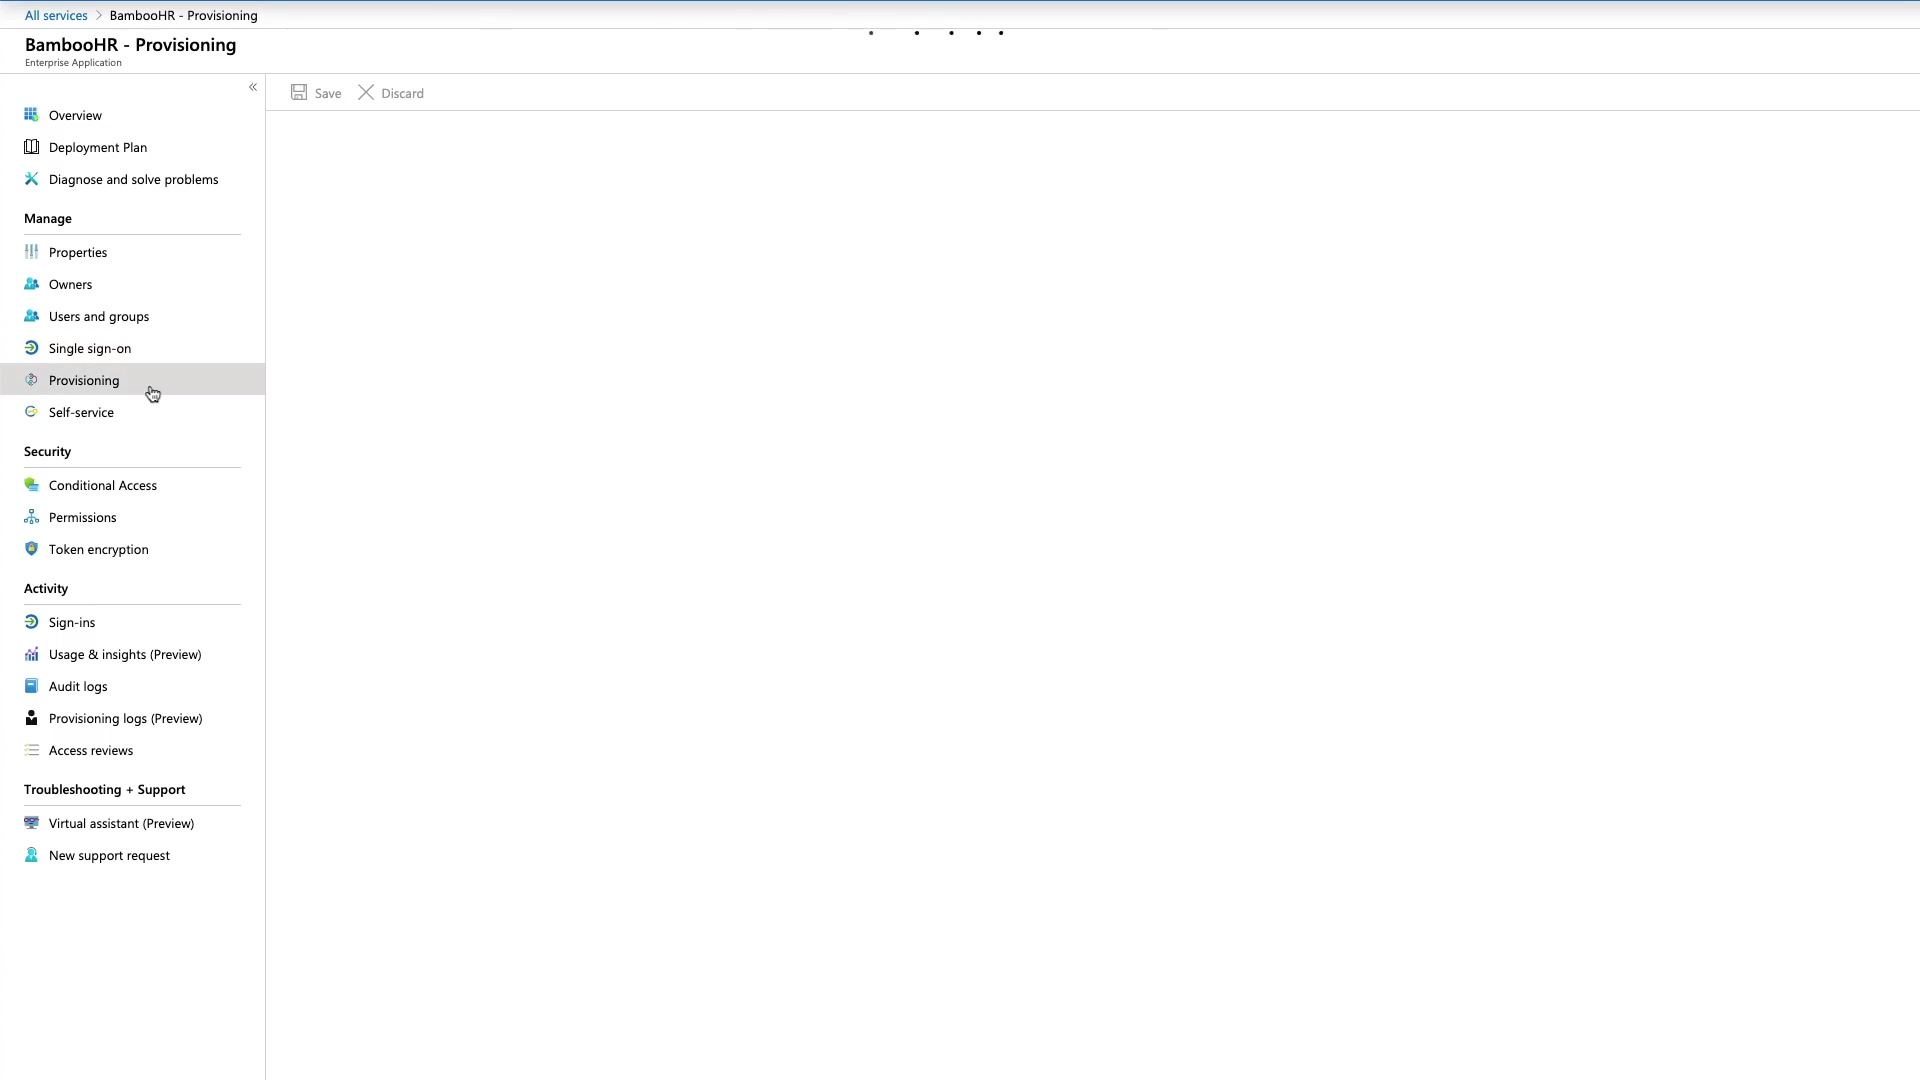 All services > BambooHR - Provisioning
BambooHR - Provisioning
Enterprise Application
«
Save Discard
Overview
Deployment Plan
Diagnose and solve problems
Manage
Properties
Owners
Users and groups
Single sign-on
Provisioning
Self-service
Security
Conditional Access
Permissions
Token encryption
Activity
Sign-ins
Usage & insights (Preview)
Audit logs
Provisioning logs (Preview)
Access reviews
Troubleshooting + Support
Virtual assistant (Preview)
New support request